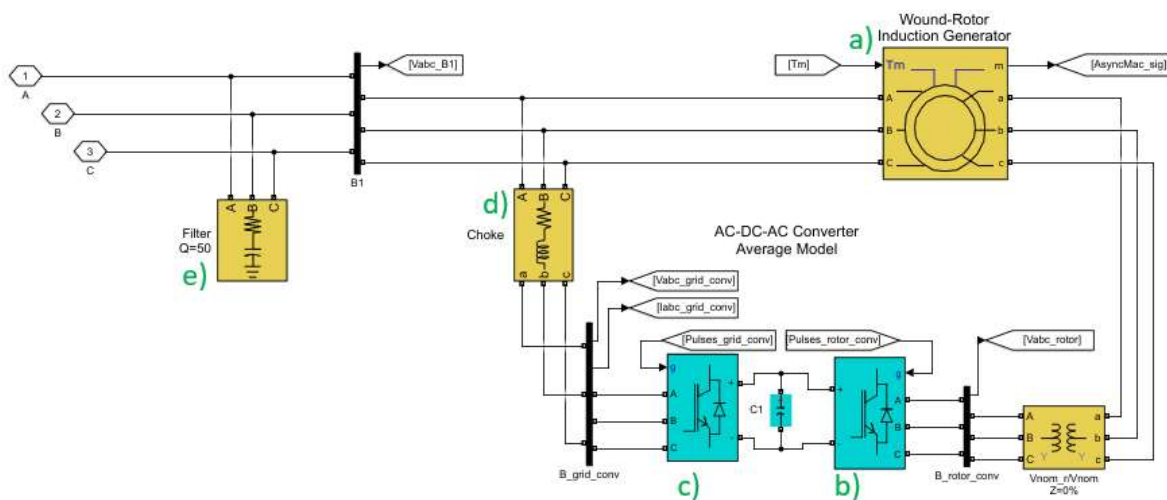 Wound-Rotor
Induction Generator
a)
[Vabc_B1]
[Tm]
Tm
m
[AsyncMac_sig]
1
A
A
a
2
B
B
b
3
C
C
c
B1
A
B
C
A
B
C
d)
Choke
Filter
Q=50
e)
a
b
c
AC-DC-AC Converter
Average Model
[Vabc_grid_conv]
[Iabc_grid_conv]
[Pulses_grid_conv]
[Pulses_rotor_conv]
[Vabc_rotor]
g
+
A
B
C
-
C1
+
-
g
A
B
C
A
B
C
a
b
c
Y
Y
B_grid_conv
c)
b)
B_rotor_conv
Vnom_r/Vnom
Z=0%